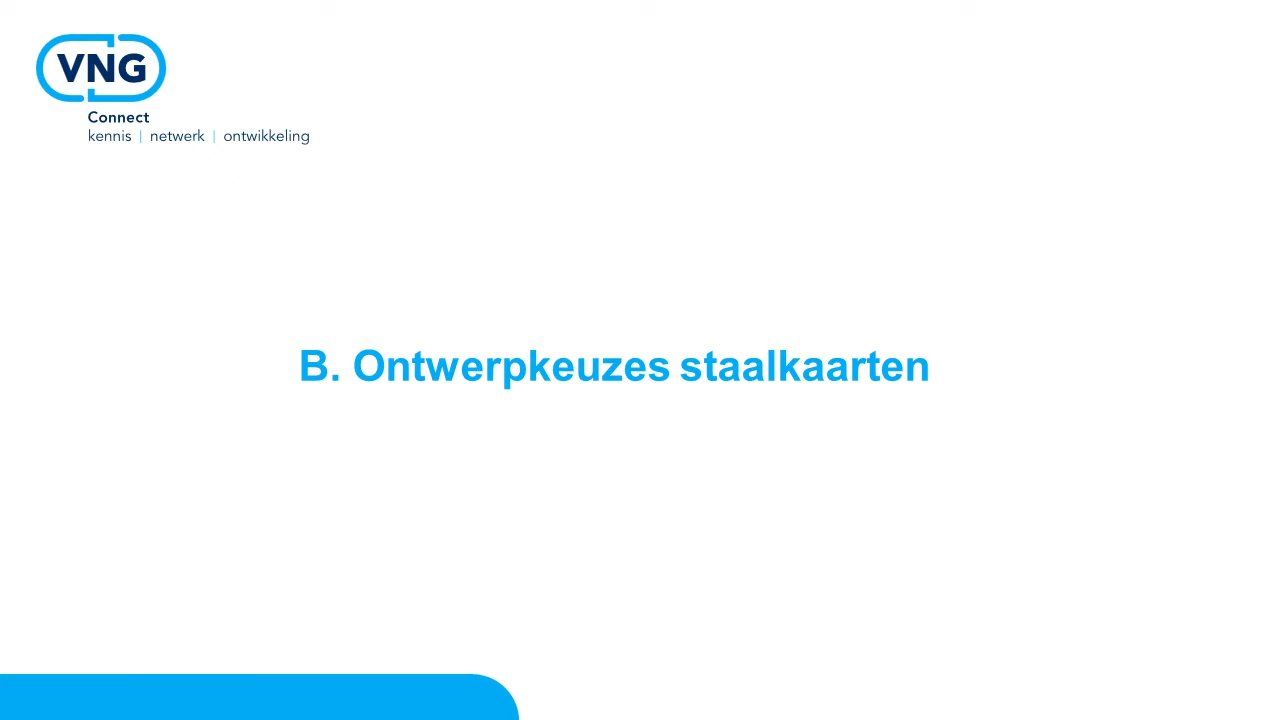 VNG
Connect
kennis | netwerk | ontwikkeling
B. Ontwerpkeuzes staalkaarten